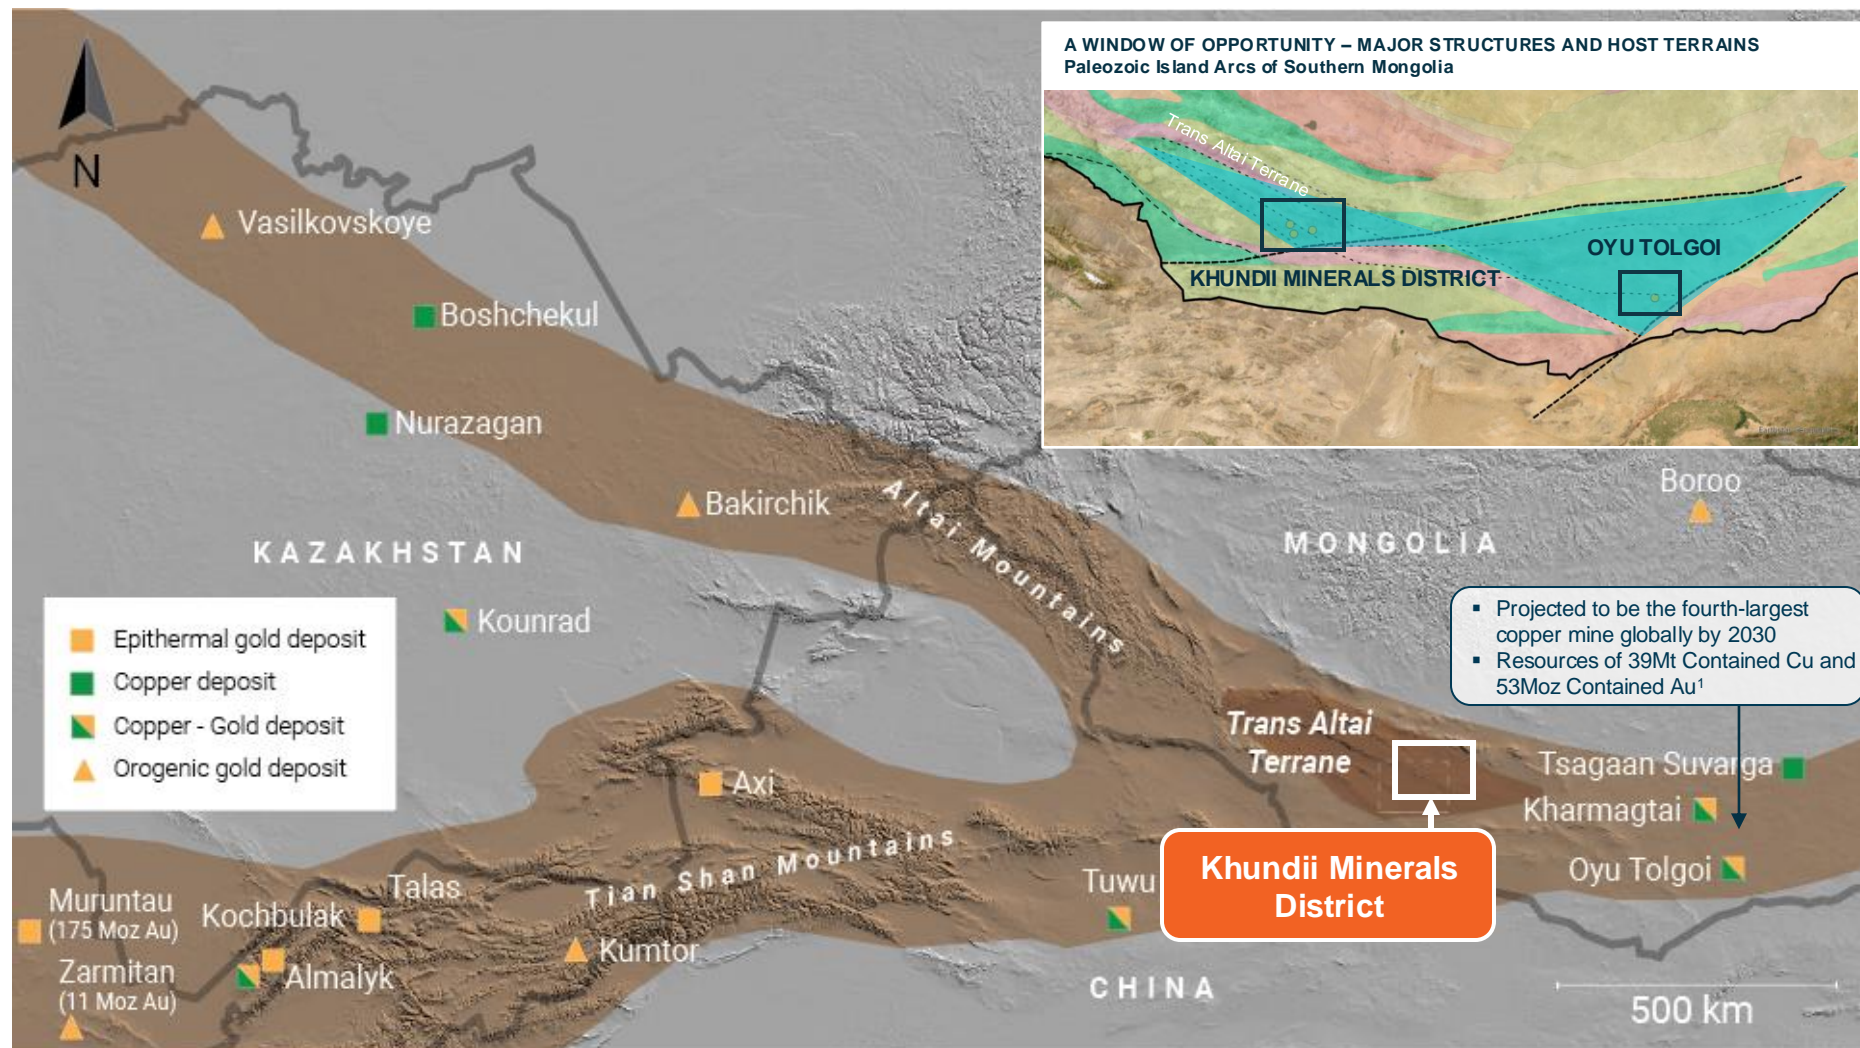 A WINDOW OF OPPORTUNITY – MAJOR STRUCTURES AND HOST TERRAINS
Paleozoic Island Arcs of Southern Mongolia
Trans Altai Terrane
OYU TOLGOI
KHUNDII MINERALS DISTRICT
N
Vasilkovskoye
Boshchekul
Nurazagan
Bakirchik
Altai Mountains
Boroo
MONGOLIA
KAZAKHSTAN
Kounrad
▪ Projected to be the fourth-largest
copper mine globally by 2030
▪ Resources of 39Mt Contained Cu and
53Moz Contained Au¹
Epithermal gold deposit
Copper deposit
Copper - Gold deposit
Orogenic gold deposit
Trans Altai
Terrane
Tsagaan Suvarga
Axi
Kharmagtai
Khundii Minerals
District
Oyu Tolgoi
Tian Shan Mountains
Tuwu
Talas
Muruntau
(175 Moz Au)
Kochbulak
Kumtor
Zarmitan
(11 Moz Au)
Almalyk
CHINA
500 km